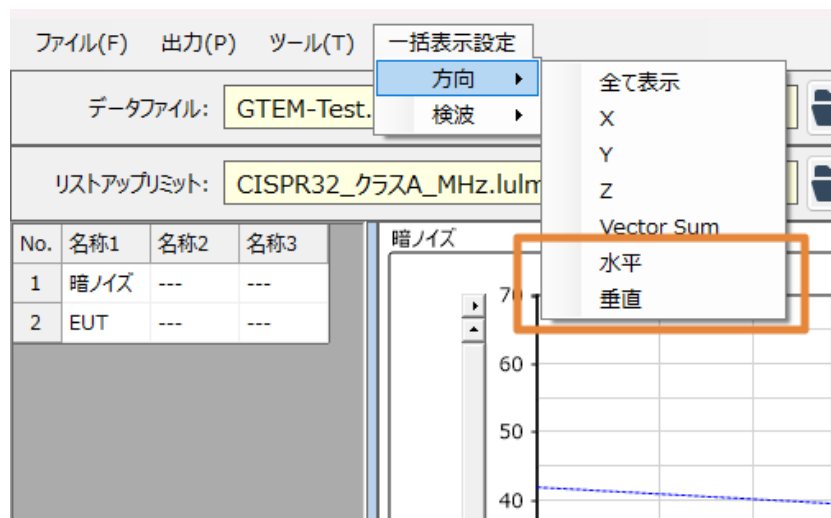 ファイル(F) 出力(P) ツール(T) 一括表示設定
方向
検波
全て表示
X
Y
Z
Vector Sum
水平
垂直
データファイル: GTEM-Test.
リストアップリミット: CISPR32_クラスA_MHz.lulm
No. 名称1 名称2 名称3
1 暗ノイズ --- ---
2 EUT --- ---
暗ノイズ
70
60
50
40